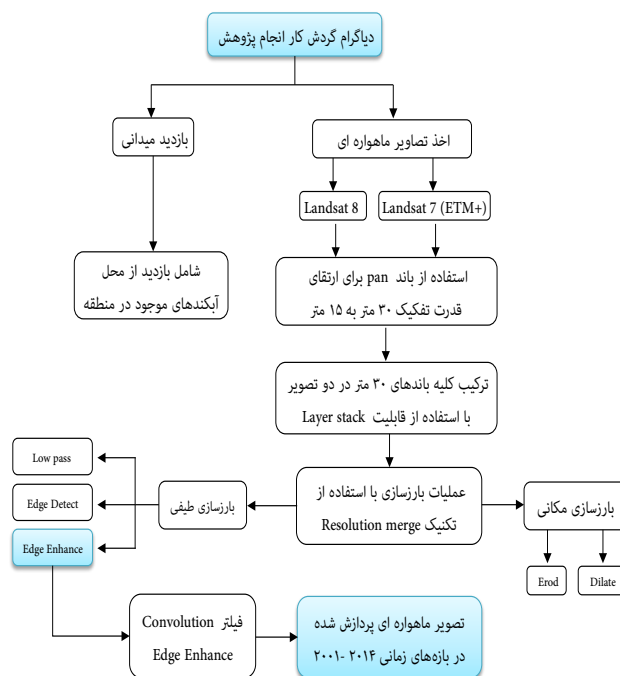 دیاگرام گردش کار انجام پژوهش
اخذ تصاویر ماهواره ای
بازدید میدانی
Landsat 7 (ETM+)
Landsat 8
شامل بازدید از محل
آبکندهای موجود در منطقه
استفاده از باند pan برای ارتقای
قدرت تفکیک ۳۰ متر به ۱۵ متر
ترکیب کلیه باندهای ۳۰ متر در دو تصویر
با استفاده از قابلیت Layer stack
عملیات بارزسازی با استفاده از
تکنیک Resolution merge
بارزسازی مکانی
Dilate
Erod
بارزسازی طیفی
Low pass
Edge Detect
Edge Enhance
فیلتر Convolution
Edge Enhance
تصویر ماهواره ای پردازش شده
در بازه‌های زمانی ۲۰۱۴ -۲۰۰۱